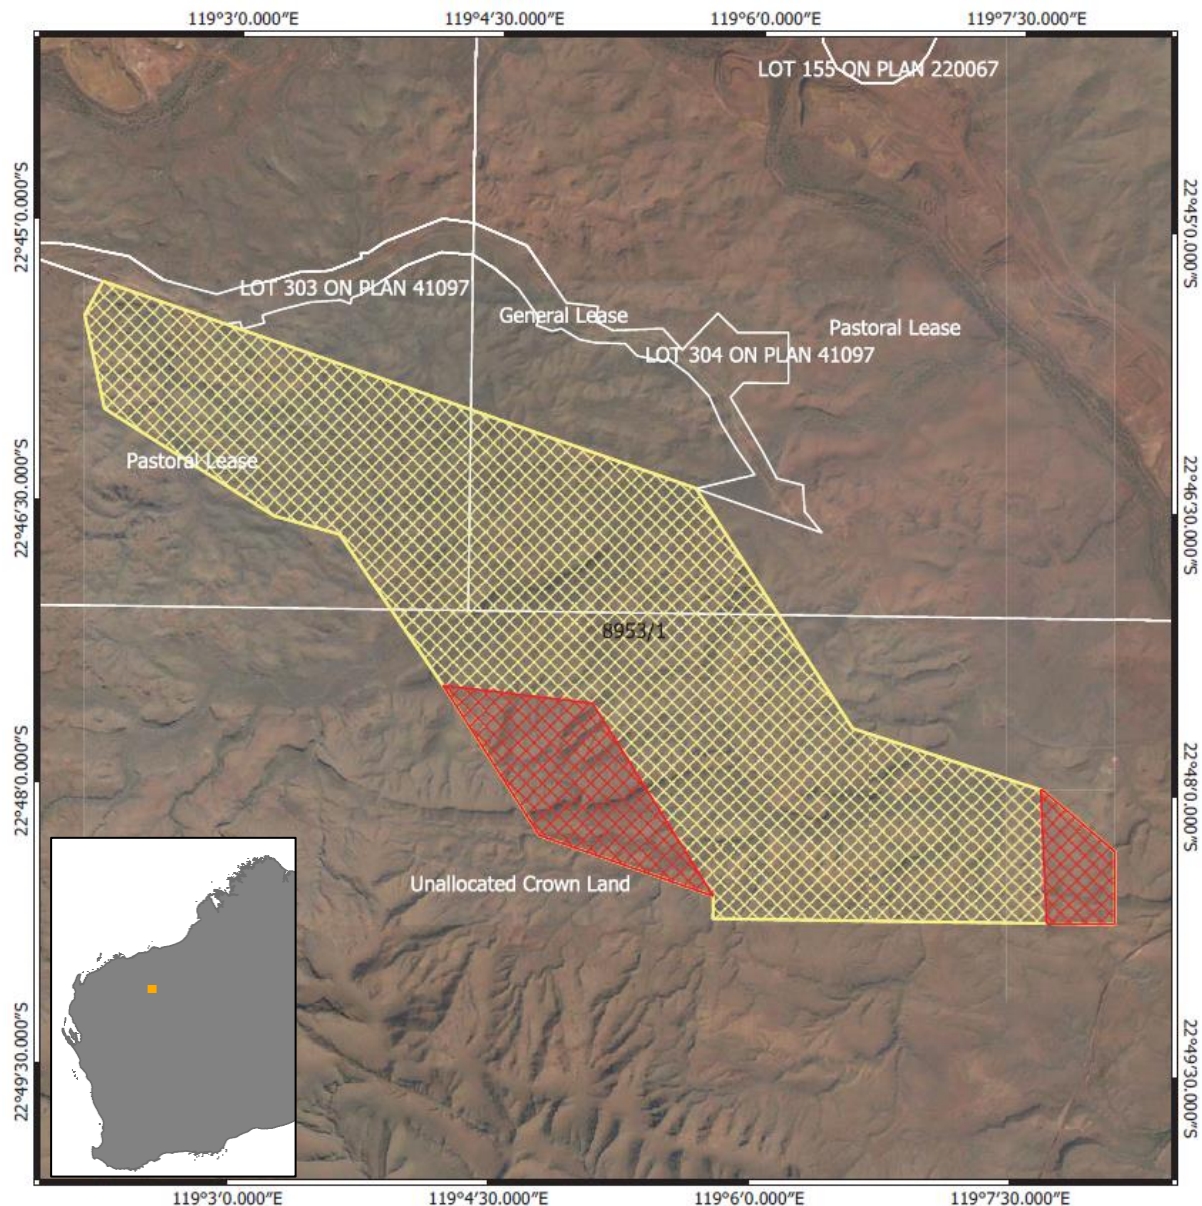 119°3'0.000"E
119°4'30.000"E
119°6'0.000"E
119°7'30.000"E
LOT 155 ON PLAN 220067
22°45'0.000"S
22°45'0.000"S
LOT 303 ON PLAN 41097
General Lease
Pastoral Lease
LOT 304 ON PLAN 41097
Pastoral Lease
22°46'30.000"S
22°46'30.000"S
8953/1
22°48'0.000"S
22°48'0.000"S
Unallocated Crown Land
22°49'30.000"S
22°49'30.000"S
119°3'0.000"E
119°4'30.000"E
119°6'0.000"E
119°7'30.000"E